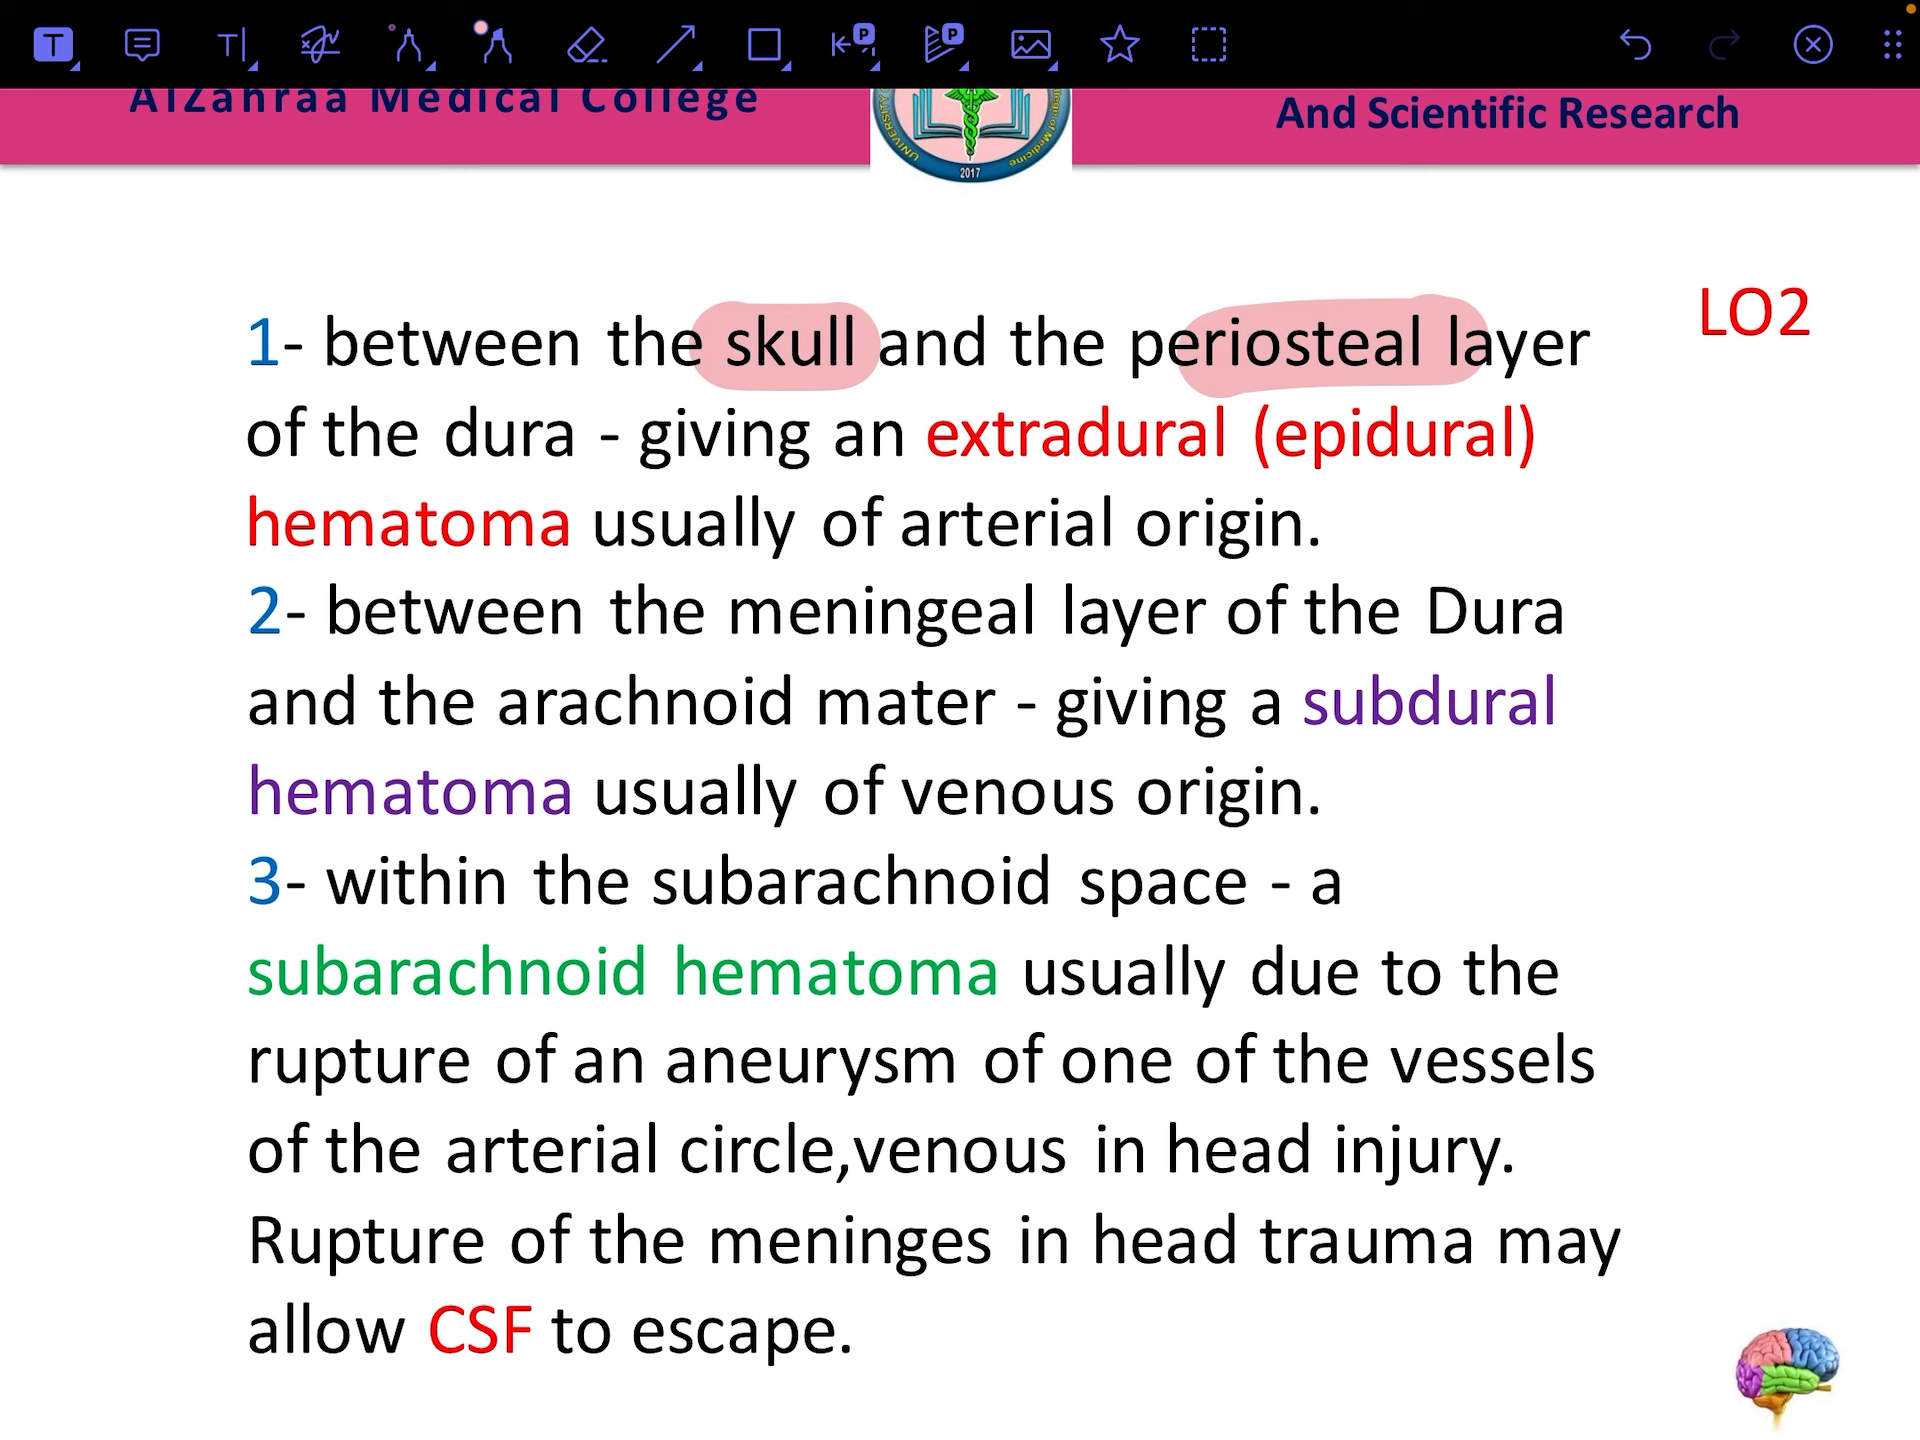 AlZahraa Medical College
And Scientific Research
UNIVERSITY
College of Medicine
2017
LO2
1- between the skull and the periosteal layer
of the dura - giving an extradural (epidural)
hematoma usually of arterial origin.
2- between the meningeal layer of the Dura
and the arachnoid mater - giving a subdural
hematoma usually of venous origin.
3- within the subarachnoid space - a
subarachnoid hematoma usually due to the
rupture of an aneurysm of one of the vessels
of the arterial circle,venous in head injury.
Rupture of the meninges in head trauma may
allow CSF to escape.